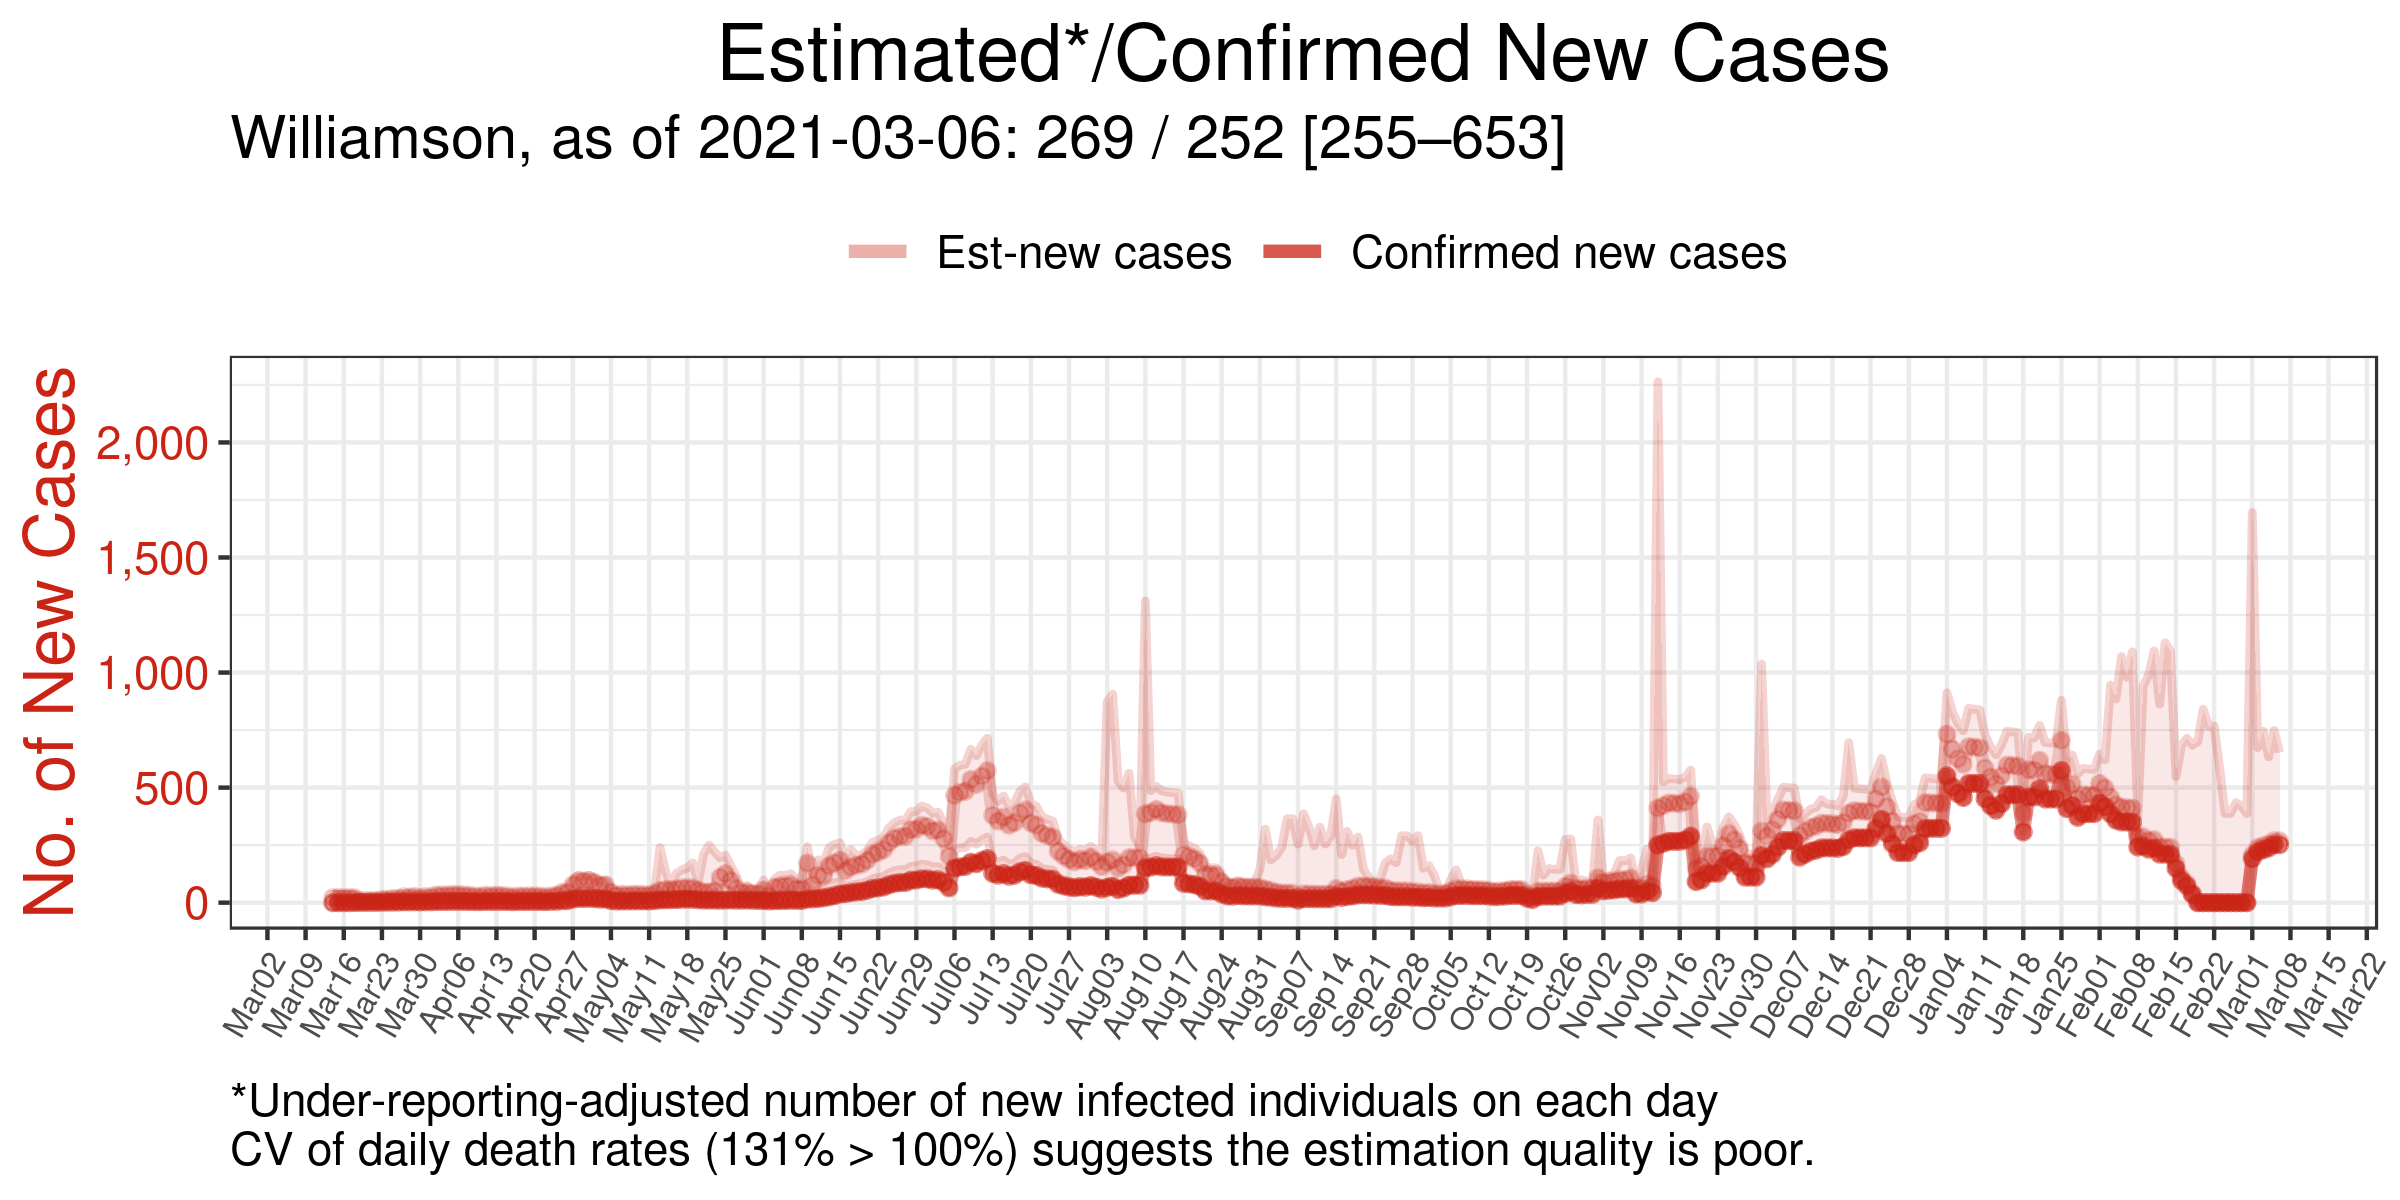 Estimated*/Confirmed New Cases
Williamson, as of 2021-03-06: 269 / 252 [255–653]
Est-new cases
Confirmed new cases
No. of New Cases
2,000
1,500
1,000
500
0
Mar02
Mar09
Mar16
Mar23
Mar30
Apr06
Apr13
Apr20
Apr27
May04
May11
May18
May25
Jun01
Jun08
Jun15
Jun22
Jun29
Jul06
Jul13
Jul20
Jul27
Aug03
Aug10
Aug17
Aug24
Aug31
Sep07
Sep14
Sep21
Sep28
Oct05
Oct12
Oct19
Oct26
Nov02
Nov09
Nov16
Nov23
Nov30
Dec07
Dec14
Dec21
Dec28
Jan04
Jan11
Jan18
Jan25
Feb01
Feb08
Feb15
Feb22
Mar01
Mar08
Mar15
Mar22
*Under-reporting-adjusted number of new infected individuals on each day
CV of daily death rates (131% > 100%) suggests the estimation quality is poor.